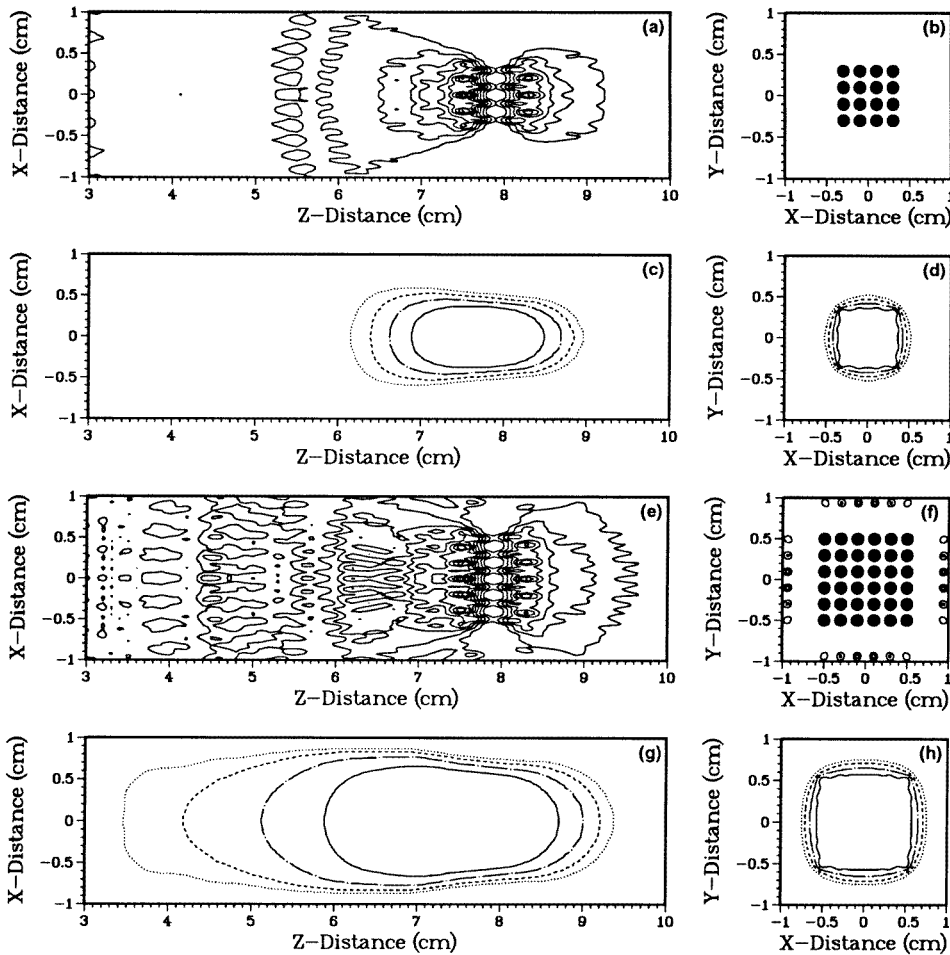 X-Distance (cm)
1
0.5
0
-0.5
-1
(a)
3 4 5 6 7 8 9 10
Z-Distance (cm)
Y-Distance (cm)
1
0.5
0
-0.5
-1
(b)
-1 -0.5 0 0.5 1
X-Distance (cm)
X-Distance (cm)
1
0.5
0
-0.5
-1
(c)
3 4 5 6 7 8 9 10
Z-Distance (cm)
Y-Distance (cm)
1
0.5
0
-0.5
-1
(d)
-1 -0.5 0 0.5 1
X-Distance (cm)
X-Distance (cm)
1
0.5
0
-0.5
-1
(e)
3 4 5 6 7 8 9 10
Z-Distance (cm)
Y-Distance (cm)
1
0.5
0
-0.5
-1
(f)
-1 -0.5 0 0.5 1
X-Distance (cm)
X-Distance (cm)
1
0.5
0
-0.5
-1
(g)
3 4 5 6 7 8 9 10
Z-Distance (cm)
Y-Distance (cm)
1
0.5
0
-0.5
-1
(h)
-1 -0.5 0 0.5 1
X-Distance (cm)